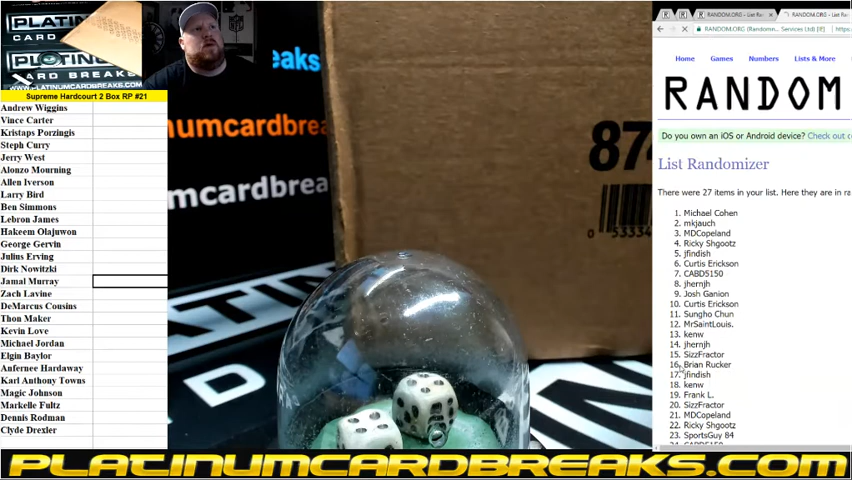 PLATINUM
CARD
WWW.PLATINUMCARDBREAKS.COM
Supreme Hardcourt 2 Box RP #21
Andrew Wiggins
Vince Carter
Kristaps Porzingis
Steph Curry
Jerry West
Alonzo Mourning
Allen Iverson
Larry Bird
Ben Simmons
Lebron James
Hakeem Olajuwon
George Gervin
Julius Erving
Dirk Nowitzki
Jamal Murray
Zach Lavine
DeMarcus Cousins
Thon Maker
Kevin Love
Michael Jordan
Elgin Baylor
Anfernee Hardaway
Karl Anthony Towns
Magic Johnson
Markelle Fultz
Dennis Rodman
Clyde Drexler
eaks.
numcardbrea
mcardbrea
874
0 53334
RANDOM.ORG
Home Games Numbers Lists & More
RANDOM
Do you own an iOS or Android device? Check out
List Randomizer
There were 27 items in your list. Here they are in ra
1. Michael Cohen
2. mkjauch
3. MDCopeland
4. Ricky Shgootz
5. jfindish
6. Curtis Erickson
7. CABD5150
8. jhernjh
9. Josh Ganion
10. Curtis Erickson
11. Sungho Chun
12. MrSaintLouis.
13. kenw
14. jhernjh
15. SizzFractor
16. Brian Rucker
17. jfindish
18. kenw
19. Frank L.
20. SizzFractor
21. MDCopeland
22. Ricky Shgootz
23. SportsGuy 84
PLATINUMCARDBREAKS.COM